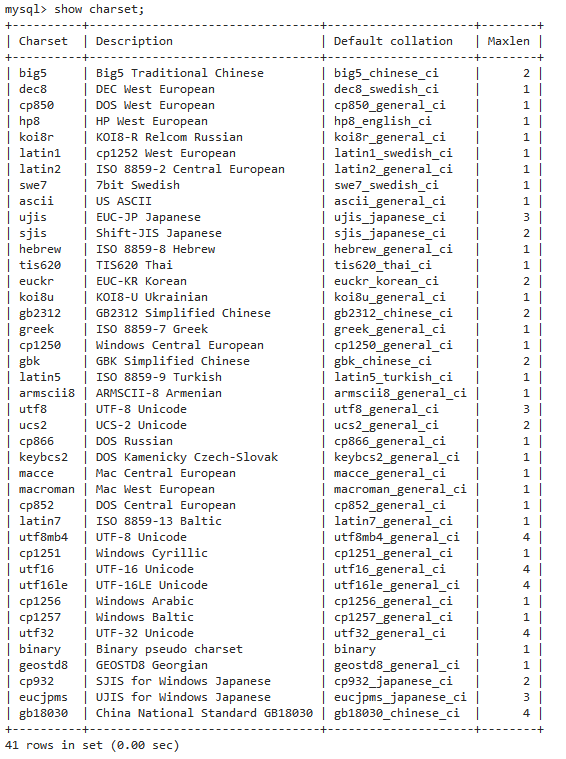 mysql> show charset;
+----------+---------------------------------+---------------------+--------+
| Charset  | Description                     | Default collation   | Maxlen |
+----------+---------------------------------+---------------------+--------+
| big5     | Big5 Traditional Chinese        | big5_chinese_ci     |      2 |
| dec8     | DEC West European               | dec8_swedish_ci     |      1 |
| cp850    | DOS West European               | cp850_general_ci    |      1 |
| hp8      | HP West European                | hp8_english_ci      |      1 |
| koi8r    | KOI8-R Relcom Russian           | koi8r_general_ci    |      1 |
| latin1   | cp1252 West European            | latin1_swedish_ci   |      1 |
| latin2   | ISO 8859-2 Central European     | latin2_general_ci   |      1 |
| swe7     | 7bit Swedish                    | swe7_swedish_ci     |      1 |
| ascii    | US ASCII                        | ascii_general_ci    |      1 |
| ujis     | EUC-JP Japanese                 | ujis_japanese_ci    |      3 |
| sjis     | Shift-JIS Japanese              | sjis_japanese_ci    |      2 |
| hebrew   | ISO 8859-8 Hebrew               | hebrew_general_ci   |      1 |
| tis620   | TIS620 Thai                     | tis620_thai_ci      |      1 |
| euckr    | EUC-KR Korean                   | euckr_korean_ci     |      2 |
| koi8u    | KOI8-U Ukrainian                | koi8u_general_ci    |      1 |
| gb2312   | GB2312 Simplified Chinese       | gb2312_chinese_ci   |      2 |
| greek    | ISO 8859-7 Greek                | greek_general_ci    |      1 |
| cp1250   | Windows Central European        | cp1250_general_ci   |      1 |
| gbk      | GBK Simplified Chinese          | gbk_chinese_ci      |      2 |
| latin5   | ISO 8859-9 Turkish              | latin5_turkish_ci   |      1 |
| armscii8 | ARMSCII-8 Armenian              | armscii8_general_ci |      1 |
| utf8     | UTF-8 Unicode                   | utf8_general_ci     |      3 |
| ucs2     | UCS-2 Unicode                   | ucs2_general_ci     |      2 |
| cp866    | DOS Russian                     | cp866_general_ci    |      1 |
| keybcs2  | DOS Kamenicky Czech-Slovak      | keybcs2_general_ci  |      1 |
| macce    | Mac Central European            | macce_general_ci    |      1 |
| macroman | Mac West European               | macroman_general_ci |      1 |
| cp852    | DOS Central European            | cp852_general_ci    |      1 |
| latin7   | ISO 8859-13 Baltic              | latin7_general_ci   |      1 |
| utf8mb4  | UTF-8 Unicode                   | utf8mb4_general_ci  |      4 |
| cp1251   | Windows Cyrillic                | cp1251_general_ci   |      1 |
| utf16    | UTF-16 Unicode                  | utf16_general_ci    |      4 |
| utf16le  | UTF-16LE Unicode                | utf16le_general_ci  |      4 |
| cp1256   | Windows Arabic                  | cp1256_general_ci   |      1 |
| cp1257   | Windows Baltic                  | cp1257_general_ci   |      1 |
| utf32    | UTF-32 Unicode                  | utf32_general_ci    |      4 |
| binary   | Binary pseudo charset           | binary              |      1 |
| geostd8  | GEOSTD8 Georgian                | geostd8_general_ci  |      1 |
| cp932    | SJIS for Windows Japanese       | cp932_japanese_ci   |      2 |
| eucjpms  | UJIS for Windows Japanese       | eucjpms_japanese_ci |      3 |
| gb18030  | China National Standard GB18030 | gb18030_chinese_ci  |      4 |
+----------+---------------------------------+---------------------+--------+
41 rows in set (0.00 sec)